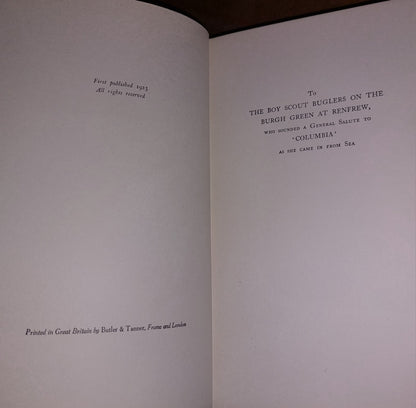 First published 1923.
All rights reserved
Printed in Great Britain by Butler & Tanner, Frome and London
To
THE BOY SCOUT BUGLERS ON THE
BURGH GREEN AT RENFREW,
WHO SOUNDED A GENERAL SALUTE TO
'COLUMBIA'
AS SHE CAME IN FROM SEA